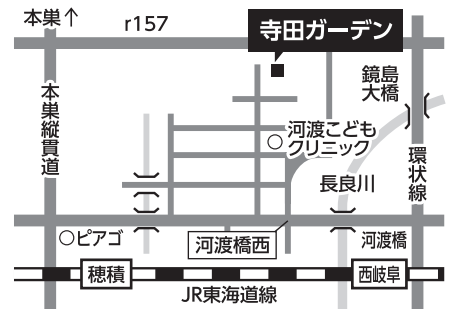 本巣↑
r157
寺田ガーデン
鏡島
大橋
本巣縦貫道
河渡こども
クリニック
環状線
長良川
ピアゴ
河渡橋西
河渡橋
穂積
西岐阜
JR東海道線